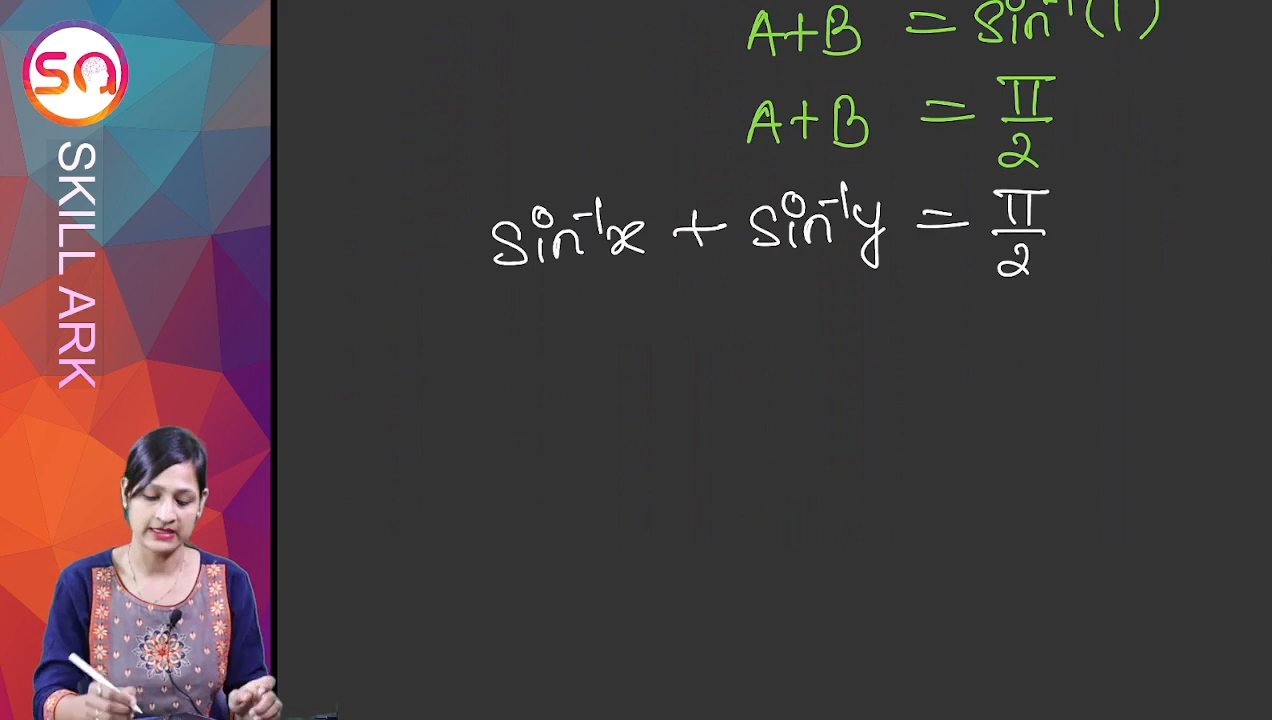 SA
SKILL ARK
A+B = sin⁻¹(1)
A+B = π/2
sin⁻¹x + sin⁻¹y = π/2